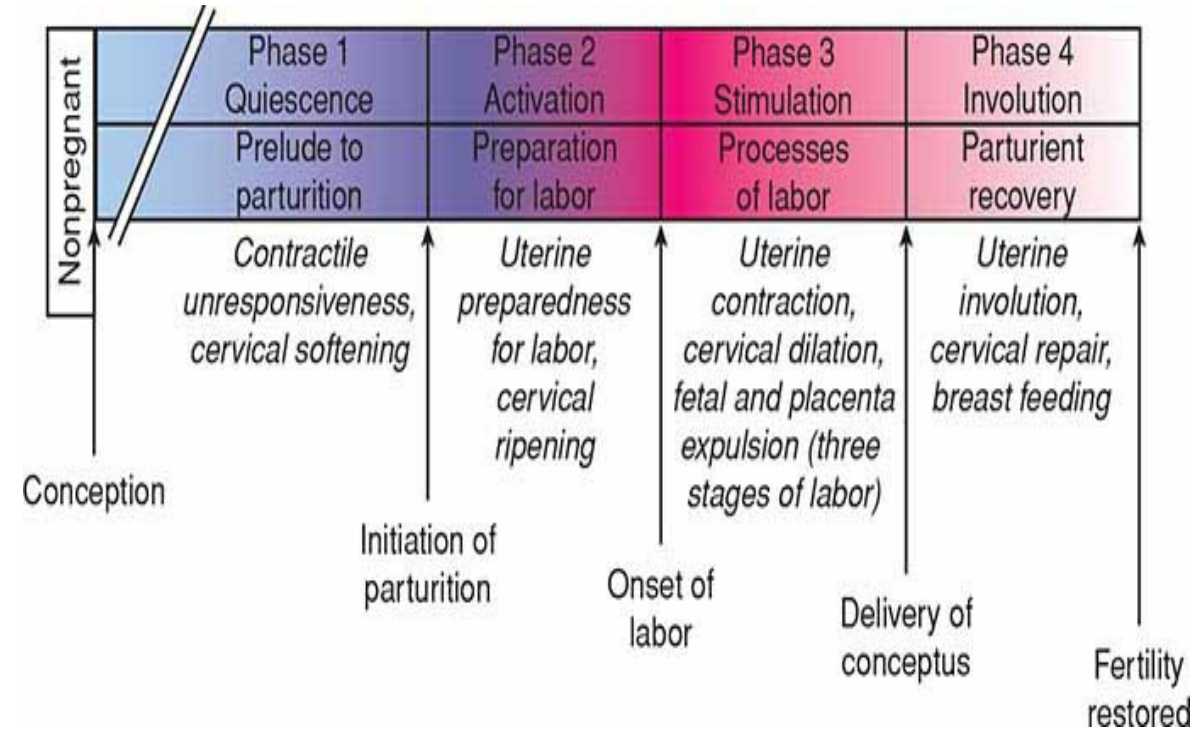 Nonpregnant
Phase 1
Quiescence
Prelude to
parturition
Contractile
unresponsiveness,
cervical softening
Phase 2
Activation
Preparation
for labor
Uterine
preparedness
for labor,
cervical
ripening
Phase 3
Stimulation
Processes
of labor
Uterine
contraction,
cervical dilation,
fetal and placenta
expulsion (three
stages of labor)
Phase 4
Involution
Parturient
recovery
Uterine
involution,
cervical repair,
breast feeding
Conception
Initiation of
parturition
Onset of
labor
Delivery of
conceptus
Fertility
restored